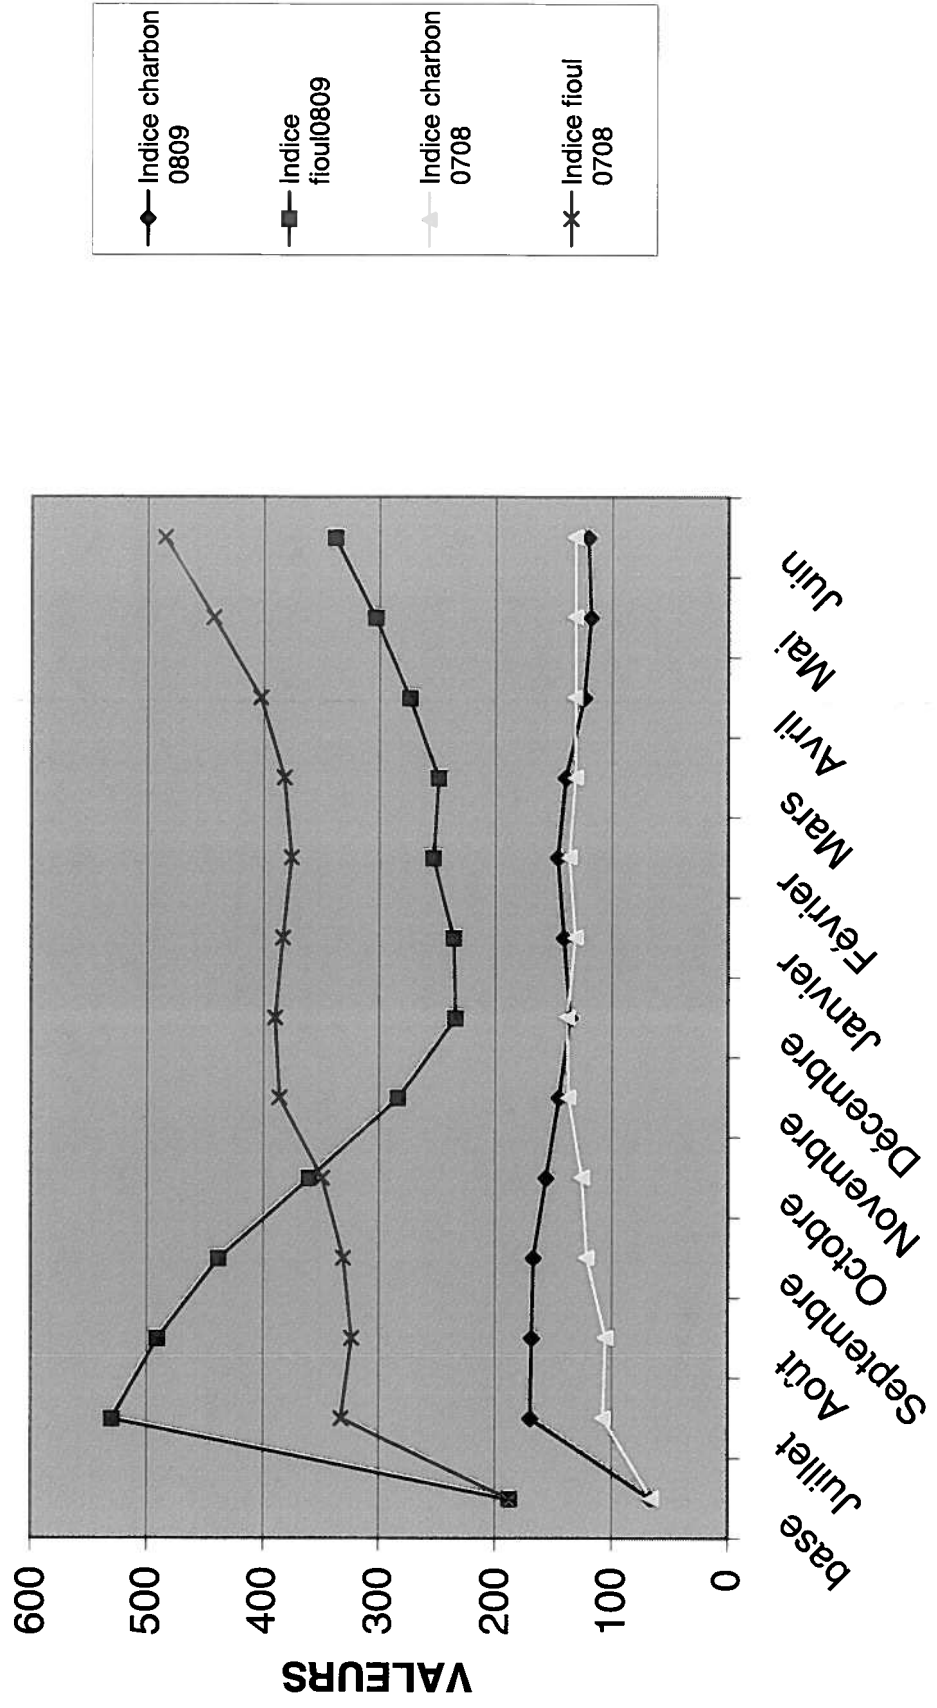 VALEURS
600
500
400
300
200
100
0
base
Juillet
Août
Septembre
Octobre
Novembre
Décembre
Janvier
Février
Mars
Avril
Mai
Juin
Indice charbon
0809
Indice
fioul0809
Indice charbon
0708
Indice fioul
0708